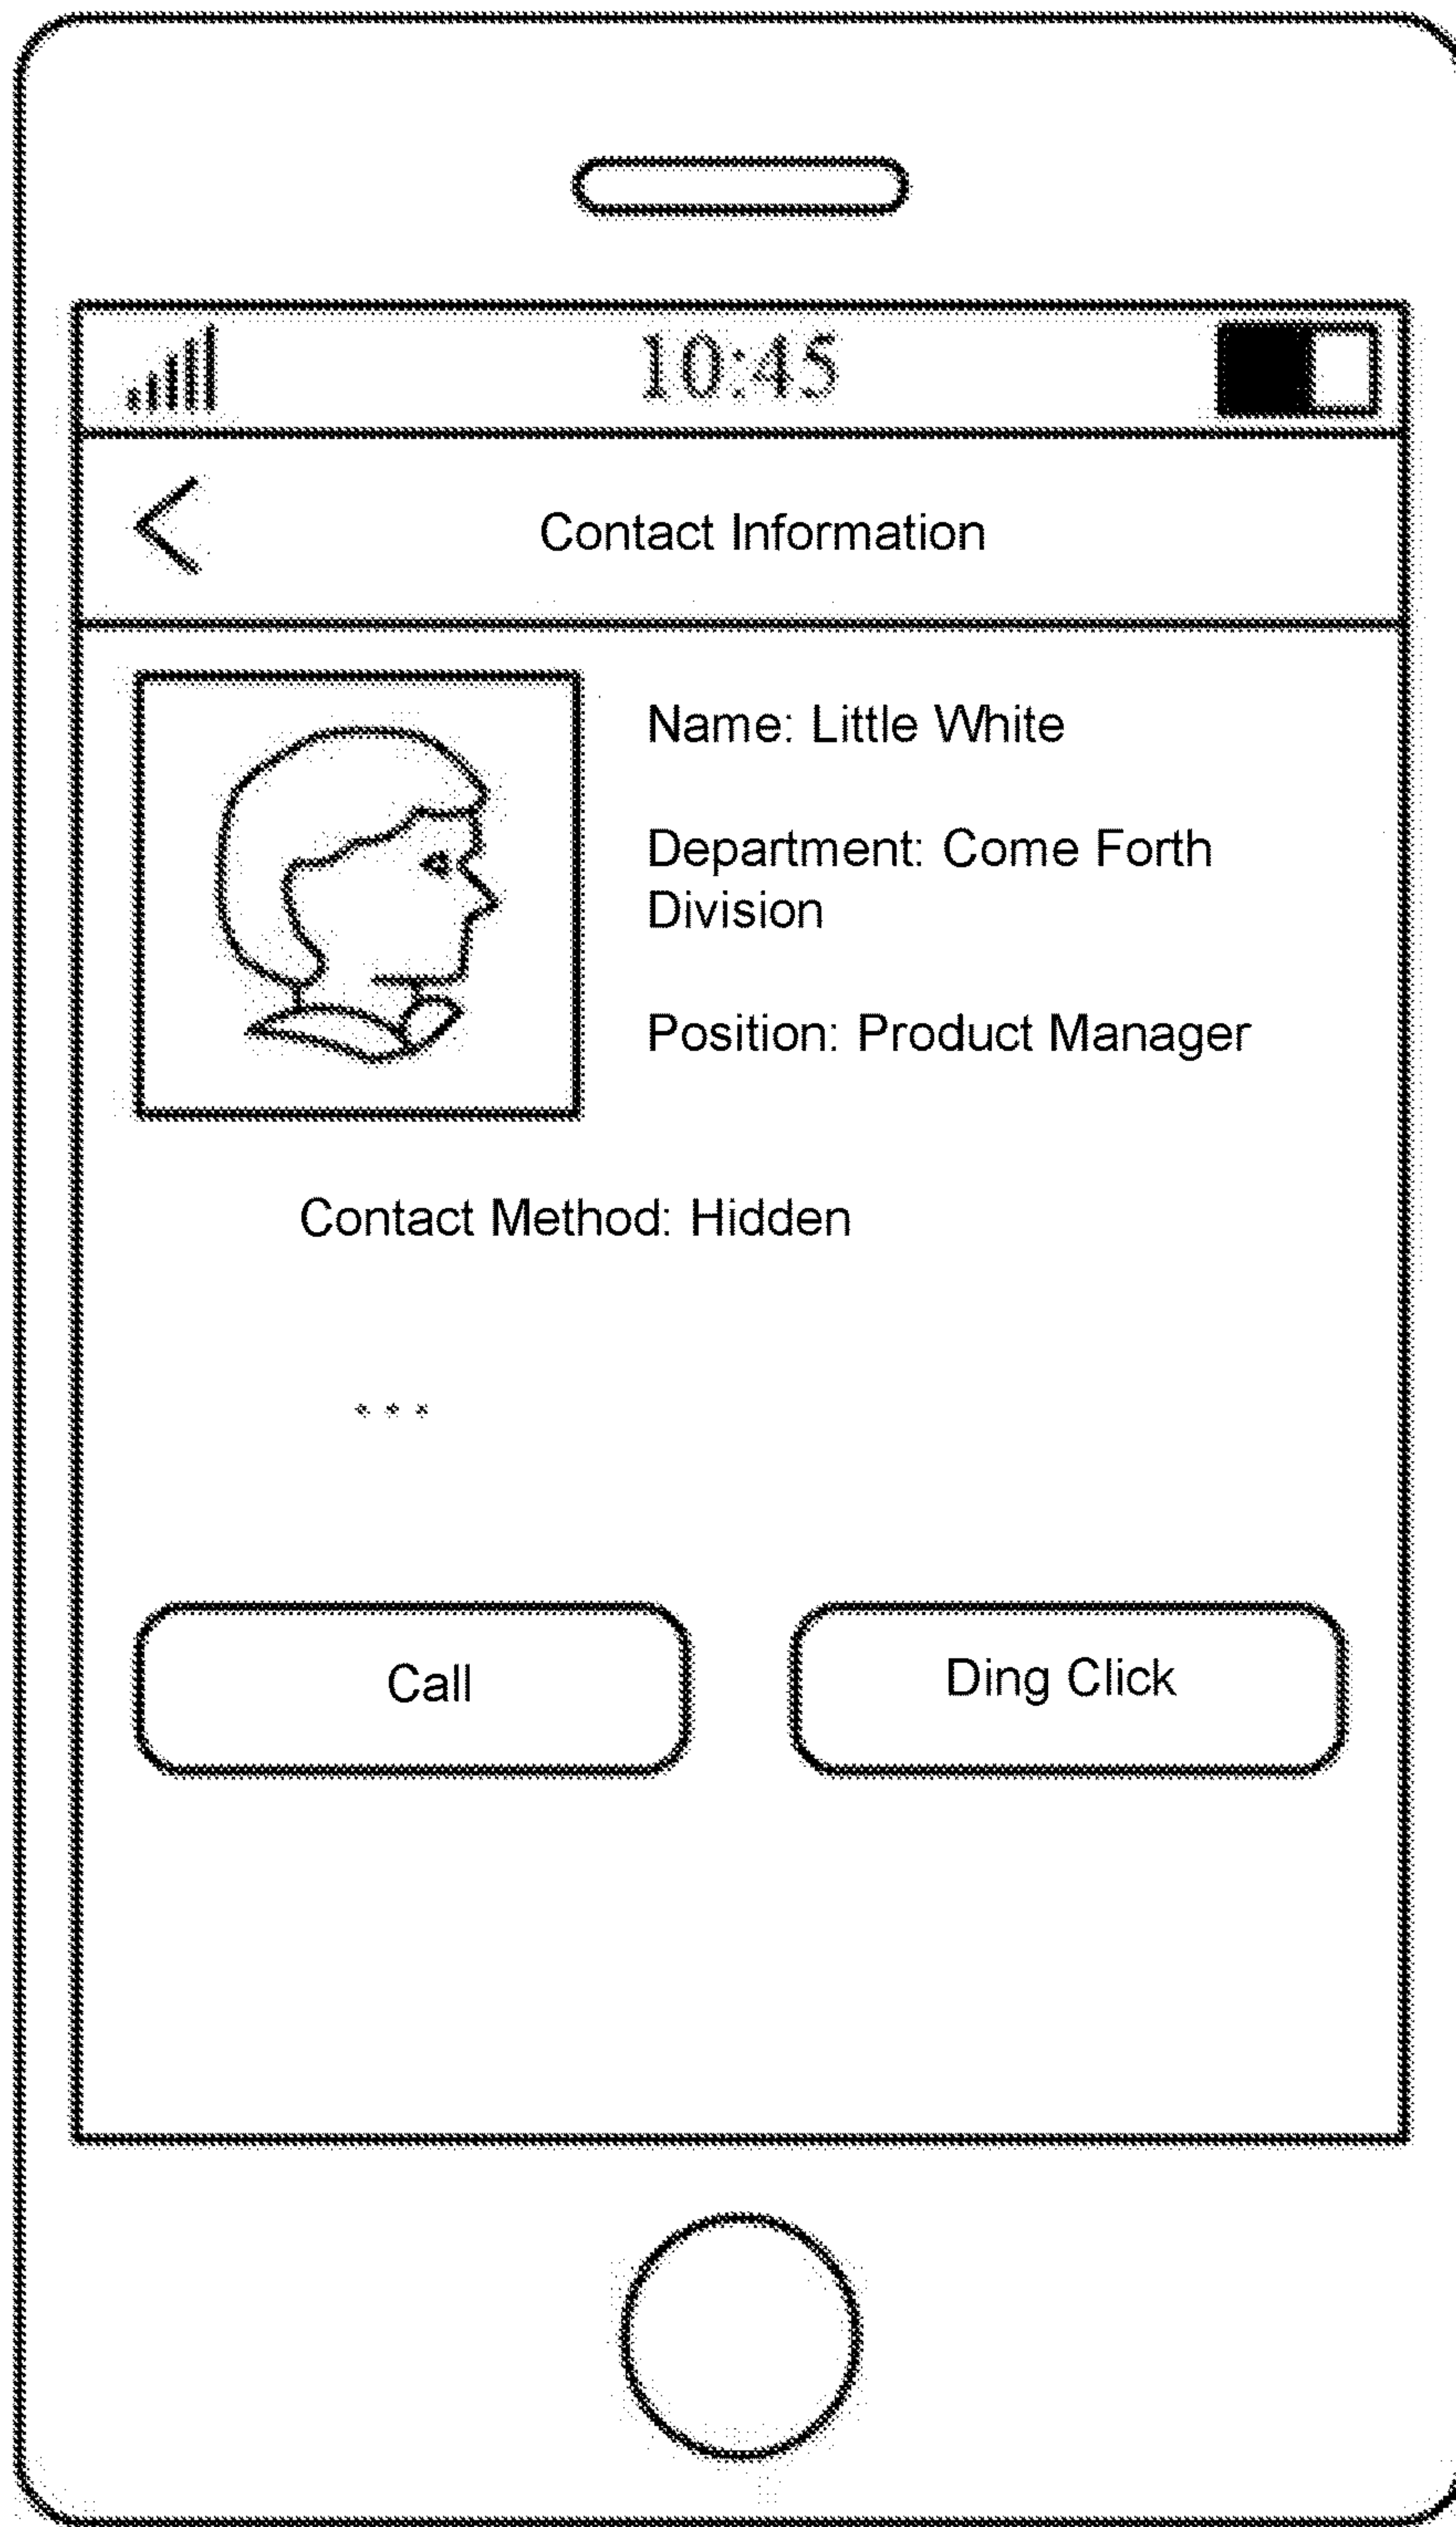 10:45
Contact Information
Name: Little White
Department: Come Forth
Division
Position: Product Manager
Contact Method: Hidden
...
Call
Ding Click